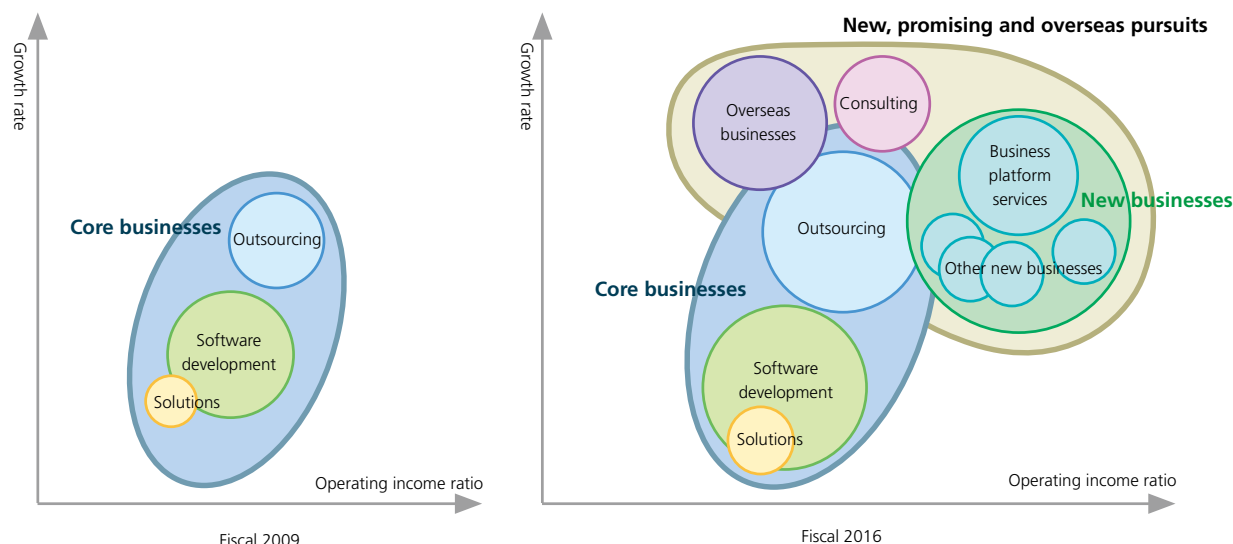 Growth rate
Core businesses
Outsourcing
Software
development
Solutions
Operating income ratio
Fiscal 2009
New, promising and overseas pursuits
Growth rate
Overseas
businesses
Consulting
Business
platform
services
New businesses
Outsourcing
Other new businesses
Core businesses
Software
development
Solutions
Operating income ratio
Fiscal 2016